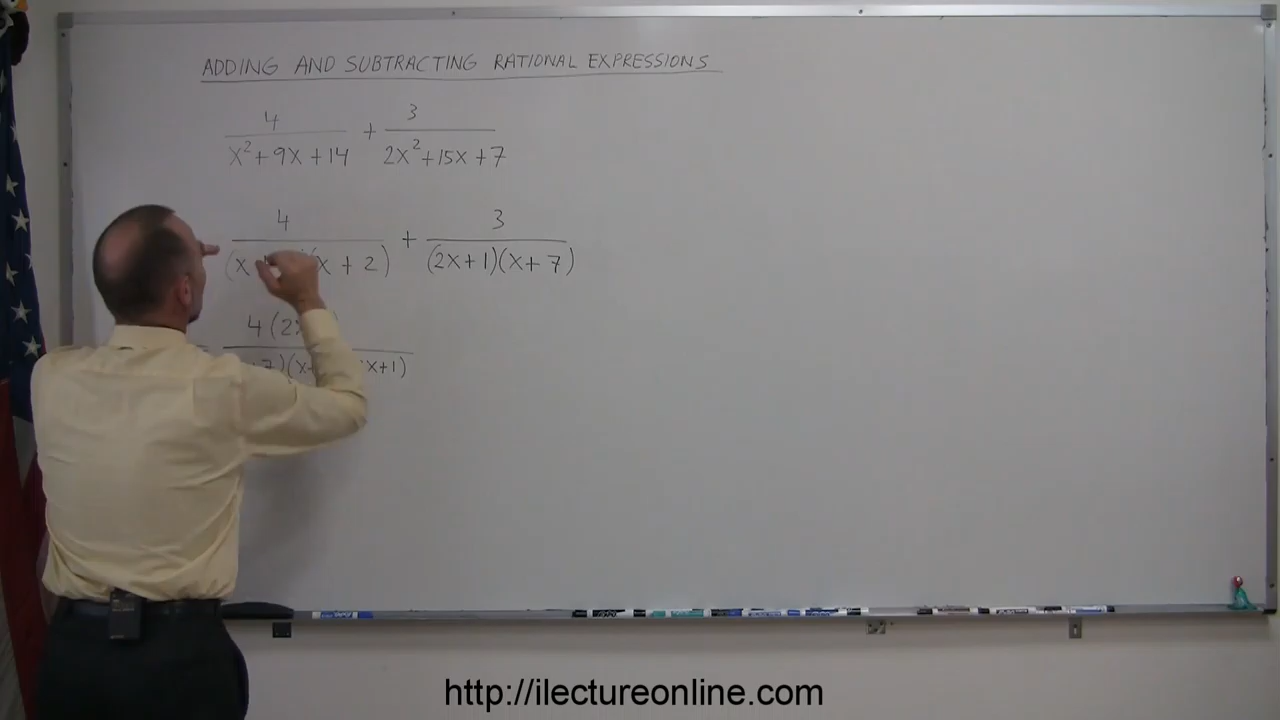 ADDING AND SUBTRACTING RATIONAL EXPRESSIONS
4 + 3
x²+9x+14 2x²+15x+7
4 + 3
(x (x + 2) (2x+1)(x+7)
4(2x
7)(x x+1)
http://ilectureonline.com